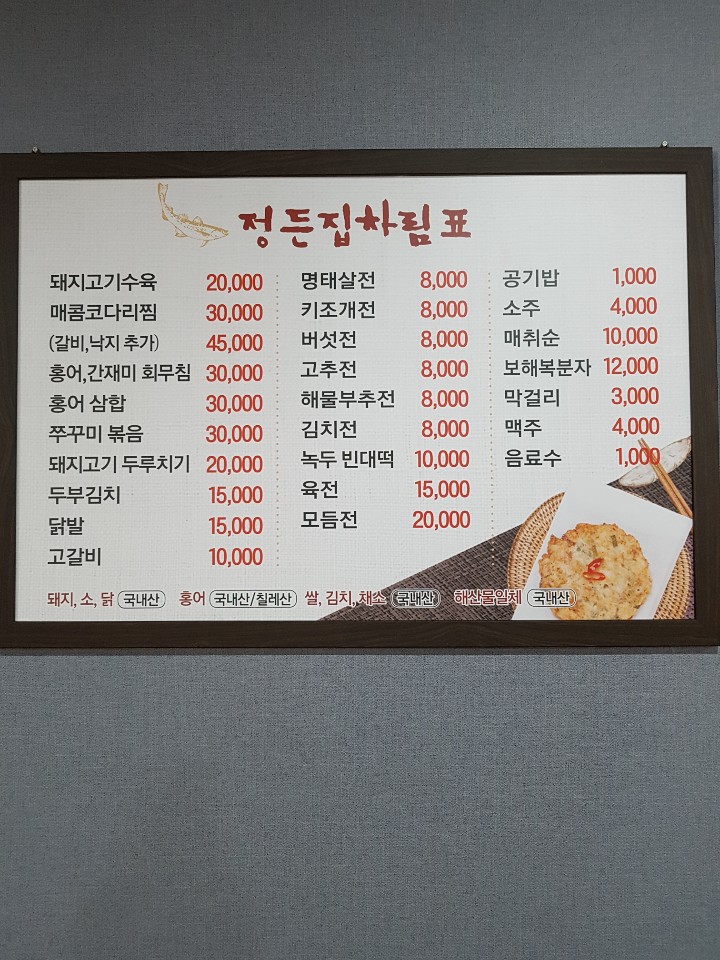 정든집차림표
돼지고기수육 20,000
매콤코다리찜 30,000
(갈비,낙지 추가) 45,000
홍어,간재미 회무침 30,000
홍어 삼합 30,000
쭈꾸미 볶음 30,000
돼지고기 두루치기 20,000
두부김치 15,000
닭발 15,000
고갈비 10,000
명태살전 8,000
키조개전 8,000
버섯전 8,000
고추전 8,000
해물부추전 8,000
김치전 8,000
녹두 빈대떡 10,000
육전 15,000
모듬전 20,000
공기밥 1,000
소주 4,000
매취순 10,000
보해복분자 12,000
막걸리 3,000
맥주 4,000
음료수 1,000
돼지, 소, 닭 국내산 홍어 국내산/칠레산 쌀, 김치, 채소 국내산 해산물일체 국내산